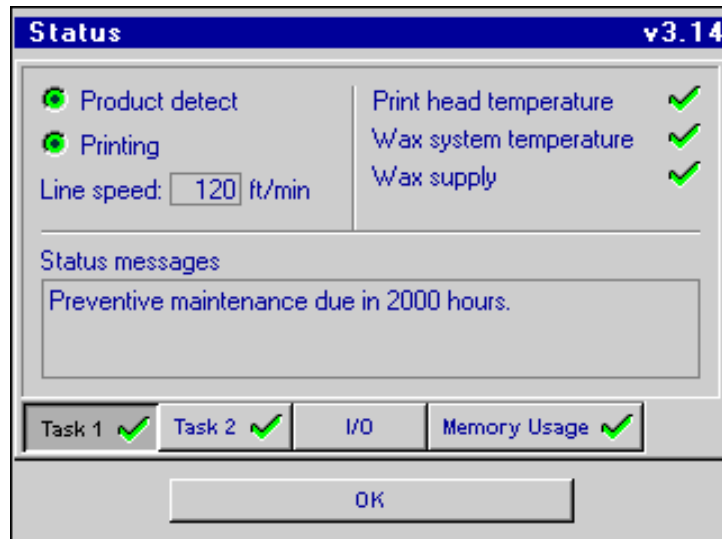 Status v3.14
Product detect
Printing
Line speed: 120 ft/min
Print head temperature
Wax system temperature
Wax supply
Status messages
Preventive maintenance due in 2000 hours.
Task 1 Task 2 I/O Memory Usage
OK